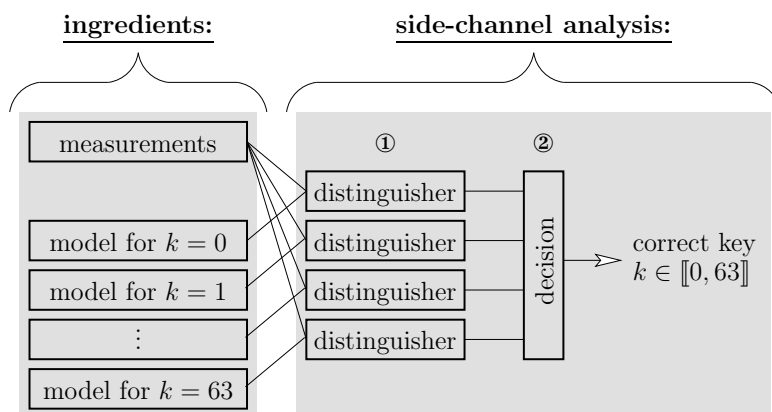 ingredients:
side-channel analysis:
measurements
model for k = 0
model for k = 1
⋮
model for k = 63
①
②
distinguisher
distinguisher
distinguisher
distinguisher
decision
correct key
k ∈ ⟦0, 63⟧